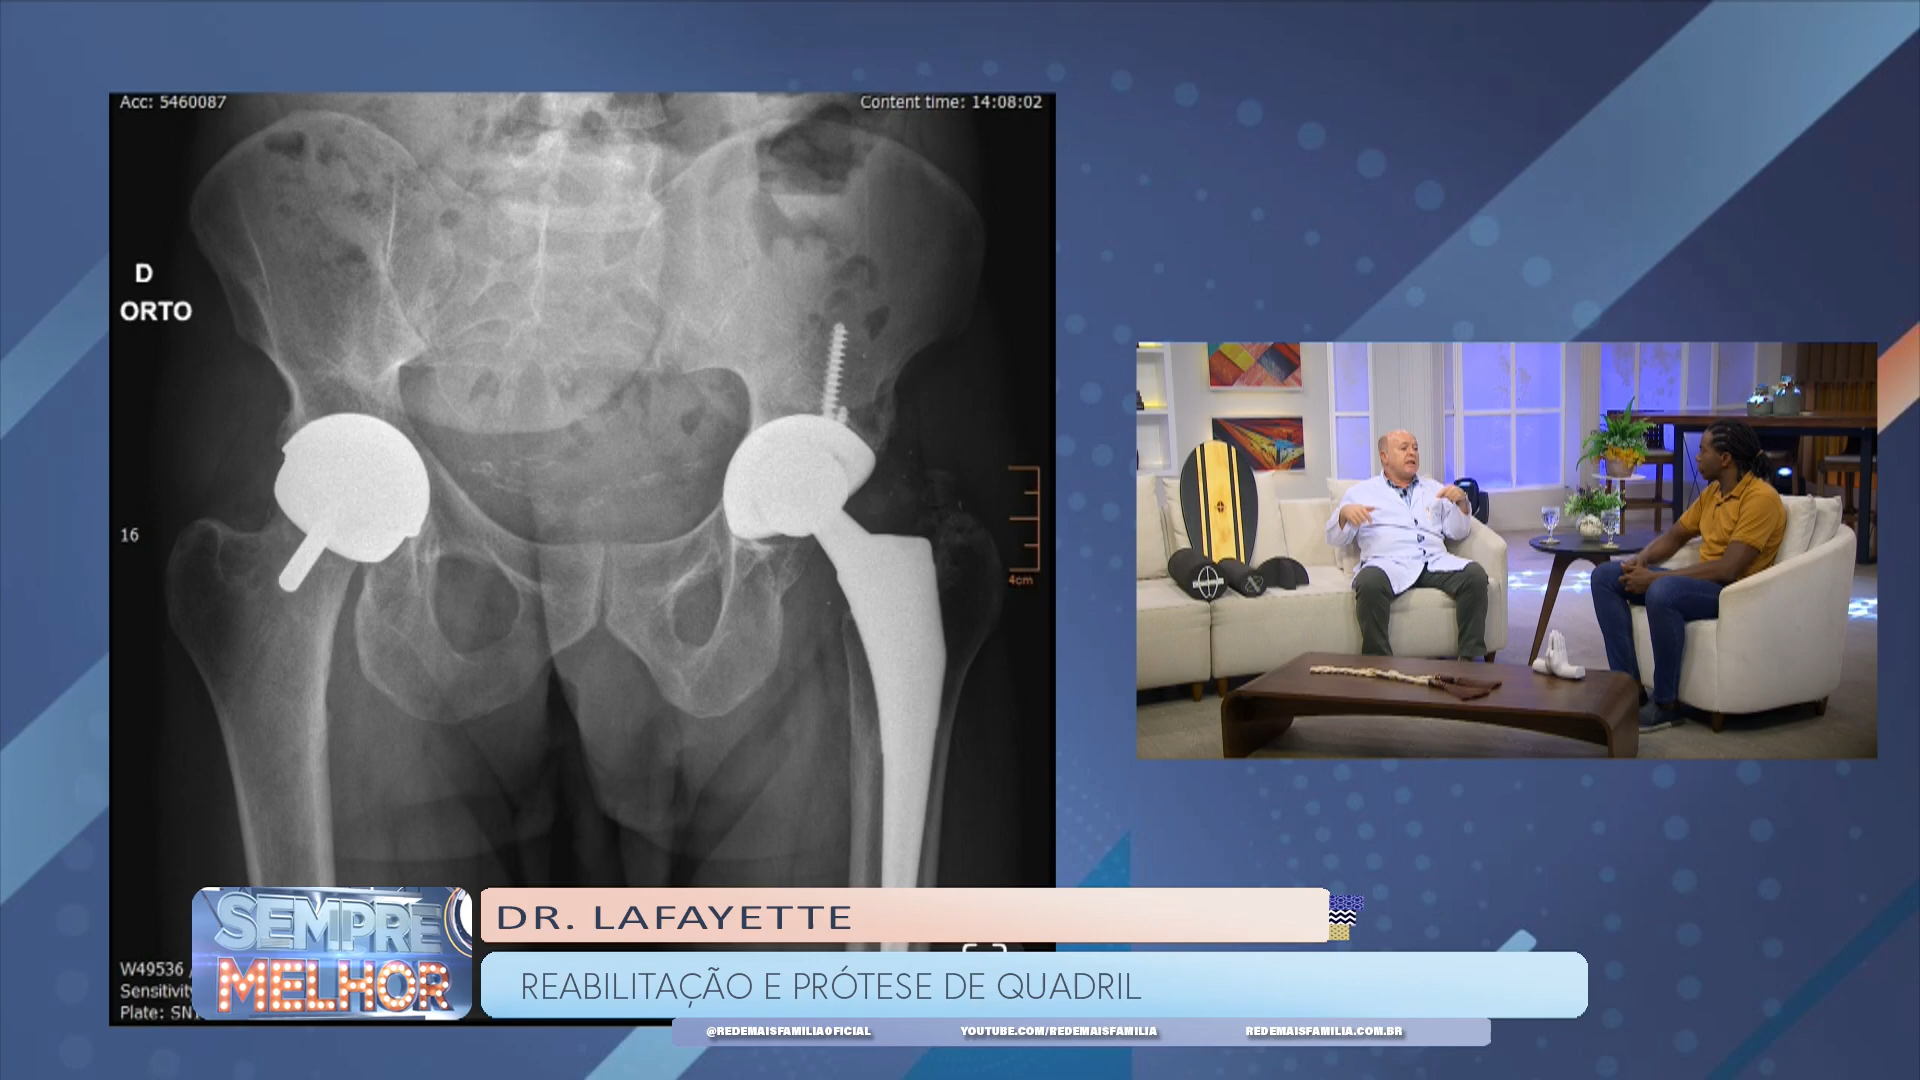 Acc: 5460087
Content time: 14:08:02
D
ORTO
16
4cm
W49536
Sensitivity
Plate: SN
SEMPRE
MELHOR
DR. LAFAYETTE
REABILITAÇÃO E PRÓTESE DE QUADRIL
@REDEMAISFAMILIAOFICIAL
YOUTUBE.COM/REDEMAISFAMILIA
REDEMAISFAMILIA.COM.BR